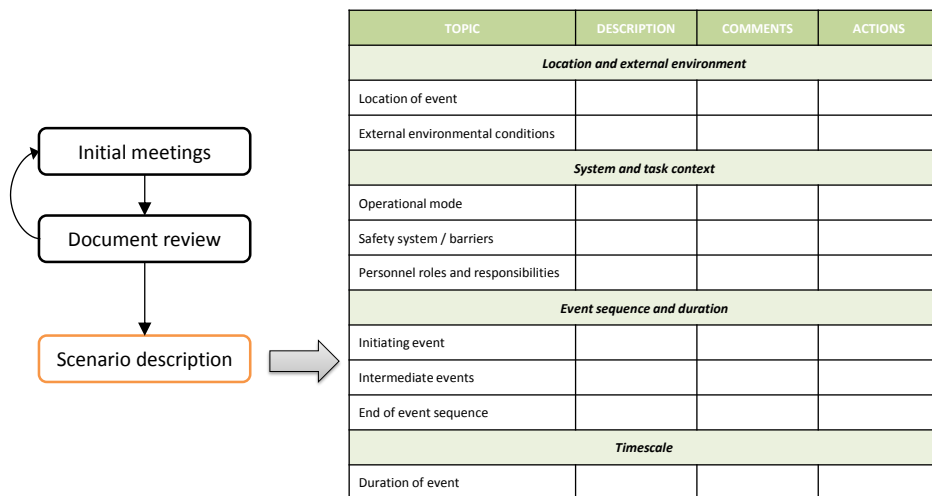 Initial meetings
Document review
Scenario description
TOPIC DESCRIPTION COMMENTS ACTIONS
Location and external environment
Location of event
External environmental conditions
System and task context
Operational mode
Safety system / barriers
Personnel roles and responsibilities
Event sequence and duration
Initiating event
Intermediate events
End of event sequence
Timescale
Duration of event